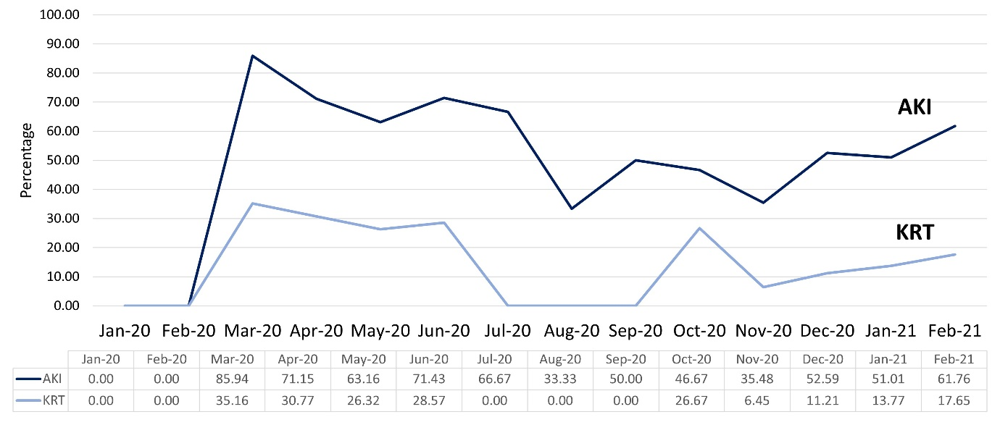 100.00
90.00
80.00
70.00
60.00
50.00
40.00
30.00
20.00
10.00
0.00
Percentage
AKI
KRT
Jan-20 Feb-20 Mar-20 Apr-20 May-20 Jun-20 Jul-20 Aug-20 Sep-20 Oct-20 Nov-20 Dec-20 Jan-21 Feb-21
Jan-20 Feb-20 Mar-20 Apr-20 May-20 Jun-20 Jul-20 Aug-20 Sep-20 Oct-20 Nov-20 Dec-20 Jan-21 Feb-21
AKI 0.00 0.00 85.94 71.15 63.16 71.43 66.67 33.33 50.00 46.67 35.48 52.59 51.01 61.76
KRT 0.00 0.00 35.16 30.77 26.32 28.57 0.00 0.00 0.00 26.67 6.45 11.21 13.77 17.65